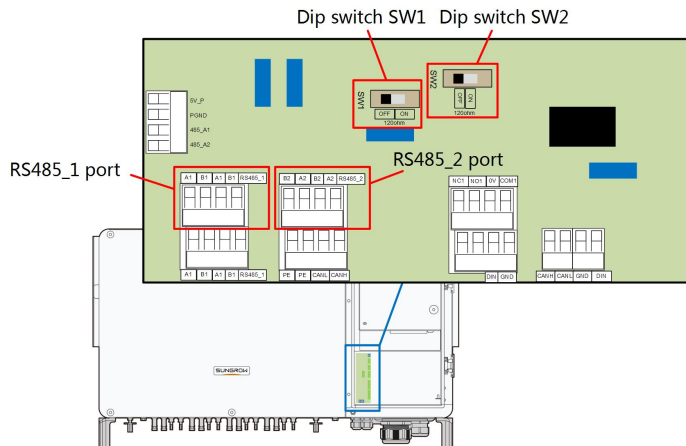 Dip switch SW1 Dip switch SW2
SW1
OFF ON
120ohm
SW2
OFF ON
120ohm
5V_P
PGND
485_A1
485_A2
RS485_1 port
RS485_2 port
A1 B1 A1 B1 RS485_1
B2 A2 B2 A2 RS485_2
NC1 NO1 0V COM1
A1 B1 A1 B1 RS485_1
PE PE CANL CANH
DIN GND
CANH CANL GND DIN
SUNGROW